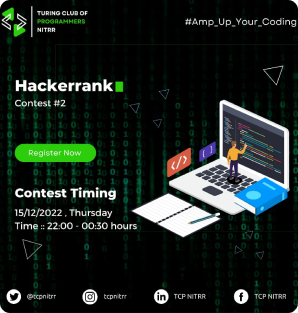 TURING CLUB OF
PROGRAMMERS
NITRR
#Amp_Up_Your_Coding
Hackerrank
Contest #2
Register Now
Contest Timing
15/12/2022 , Thursday
Time :: 22:00 - 00:30 hours
@tcpnitrr
tcpnitrr
TCP NITRR
TCP NITRR